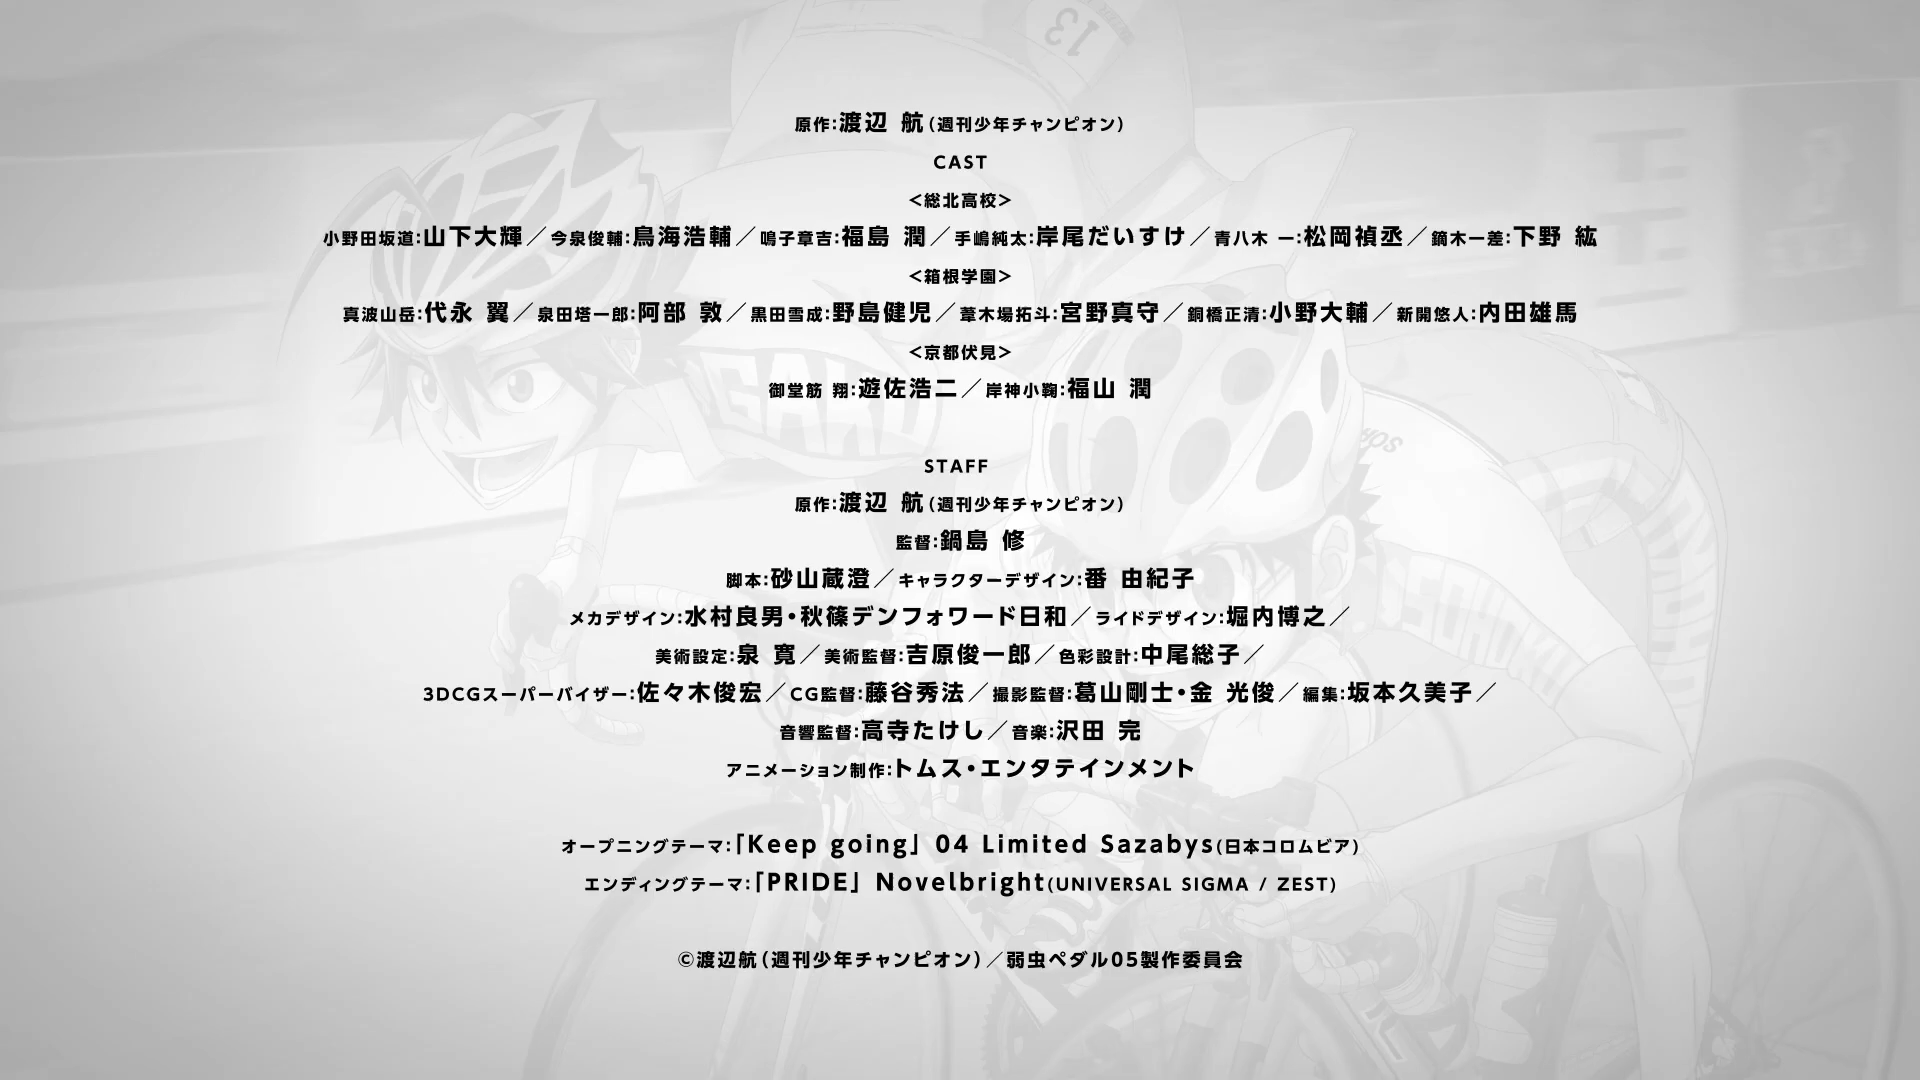 原作:渡辺 航(週刊少年チャンピオン)
CAST
<総北高校>
小野田坂道:山下大輝／今泉俊輔:鳥海浩輔／鳴子章吉:福島 潤／手嶋純太:岸尾だいすけ／青八木 一:松岡禎丞／鏑木一差:下野 紘
<箱根学園>
真波山岳:代永 翼／泉田塔一郎:阿部 敦／黒田雪成:野島健児／葦木場拓斗:宮野真守／銅橋正清:小野大輔／新開悠人:内田雄馬
<京都伏見>
御堂筋 翔:遊佐浩二／岸神小鞠:福山 潤
STAFF
原作:渡辺 航(週刊少年チャンピオン)
監督:鍋島 修
脚本:砂山蔵澄／キャラクターデザイン:番 由紀子
メカデザイン:水村良男・秋篠デンフォワード日和／ライドデザイン:堀内博之／
美術設定:泉 寛／美術監督:吉原俊一郎／色彩設計:中尾総子／
3DCGスーパーバイザー:佐々木俊宏／CG監督:藤谷秀法／撮影監督:葛山剛士・金 光俊／編集:坂本久美子／
音響監督:高寺たけし／音楽:沢田 完
アニメーション制作:トムス・エンタテインメント
オープニングテーマ:「Keep going」 04 Limited Sazabys(日本コロムビア)
エンディングテーマ:「PRIDE」 Novelbright(UNIVERSAL SIGMA / ZEST)
©渡辺航(週刊少年チャンピオン)／弱虫ペダル05製作委員会
13
GAKU
SOHOKU